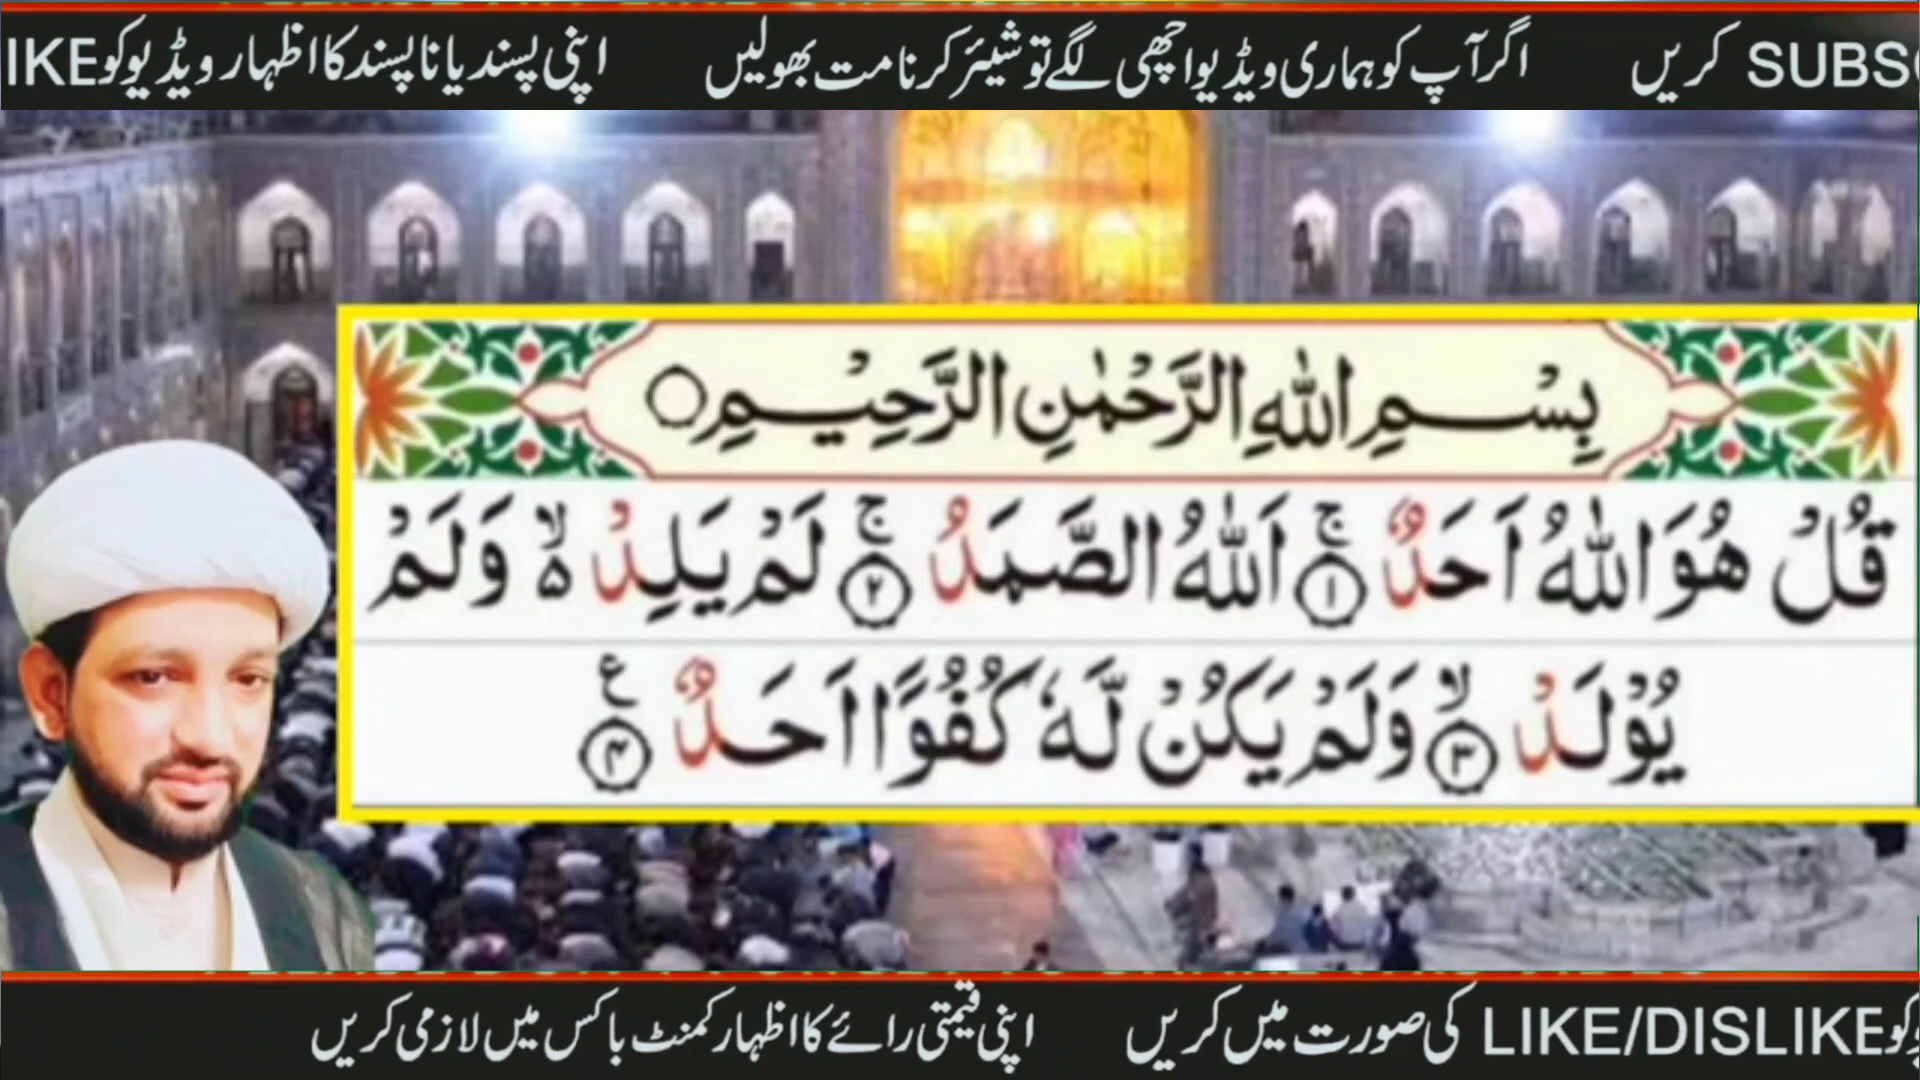 کریں SUBS
اگر آپ کو ہماری ویڈیو اچھی لگے تو شیئر کرنا مت بھولیں
اپنی پسند یا ناپسند کا اظہار ویڈیو کو IKE
بِسْمِ اللّٰهِ الرَّحْمٰنِ الرَّحِیْمِ ○
قُلْ هُوَ اللّٰهُ اَحَدٌۚ ﴿۱﴾ اَللّٰهُ الصَّمَدُۚ ﴿۲﴾ لَمْ یَلِدْ ۙ۵ وَ لَمْ
یُوْلَدْۙ ﴿۳﴾ وَ لَمْ یَكُنْ لَّهٗ كُفُوًا اَحَدٌ۠ ﴿۴﴾ ع
کو LIKE/DISLIKE کی صورت میں کریں
اپنی قیمتی رائے کا اظہار کمنٹ باکس میں لازمی کریں